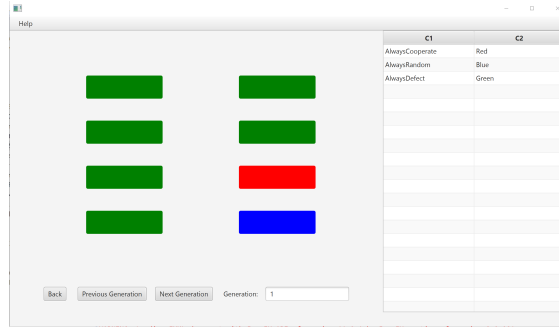 Help
C1 C2
AlwaysCooperate Red
AlwaysRandom Blue
AlwaysDefect Green
Back Previous Generation Next Generation Generation: 1